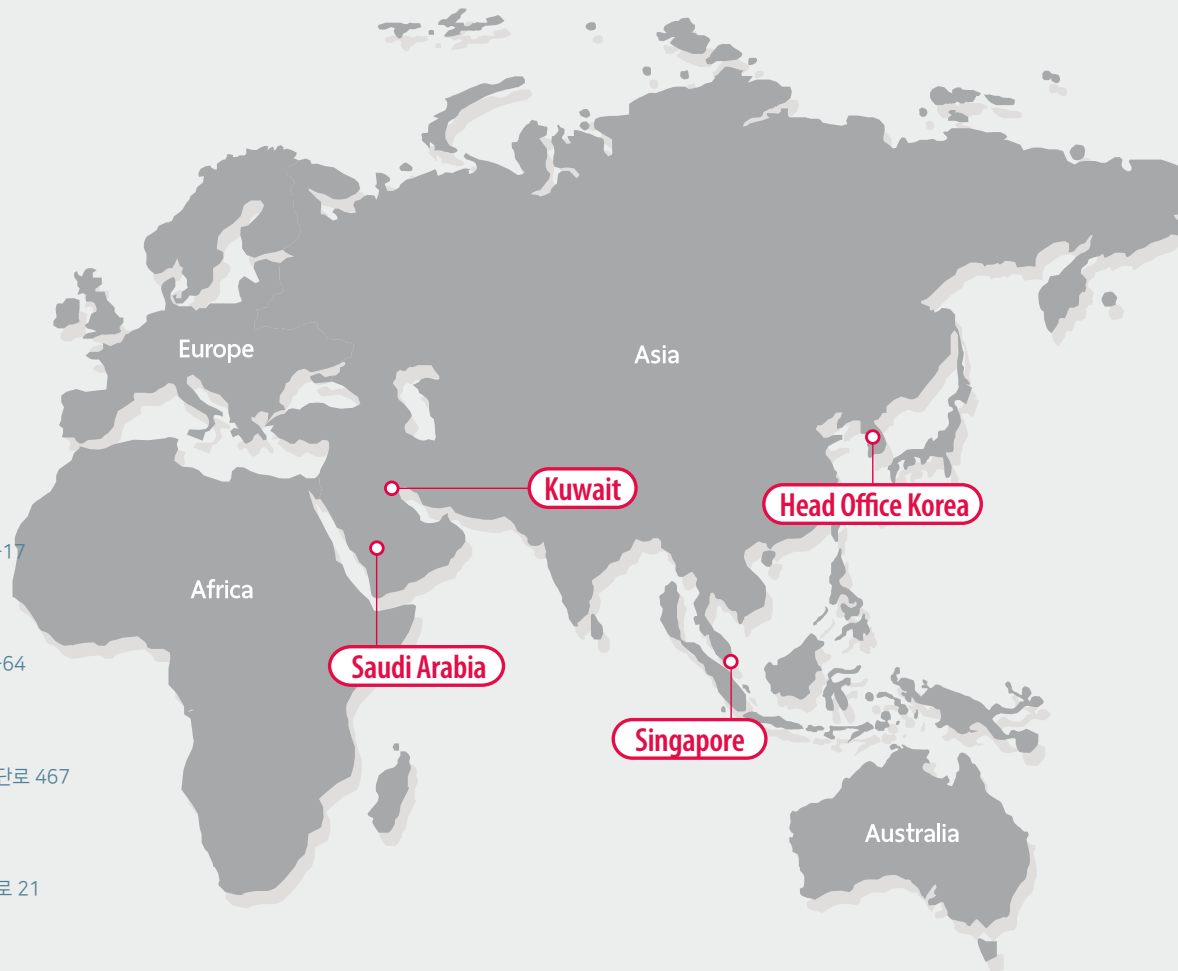 Europe
Asia
Kuwait
Head Office Korea
17
Africa
64
Saudi Arabia
Singapore
단로 467
Australia
로 21